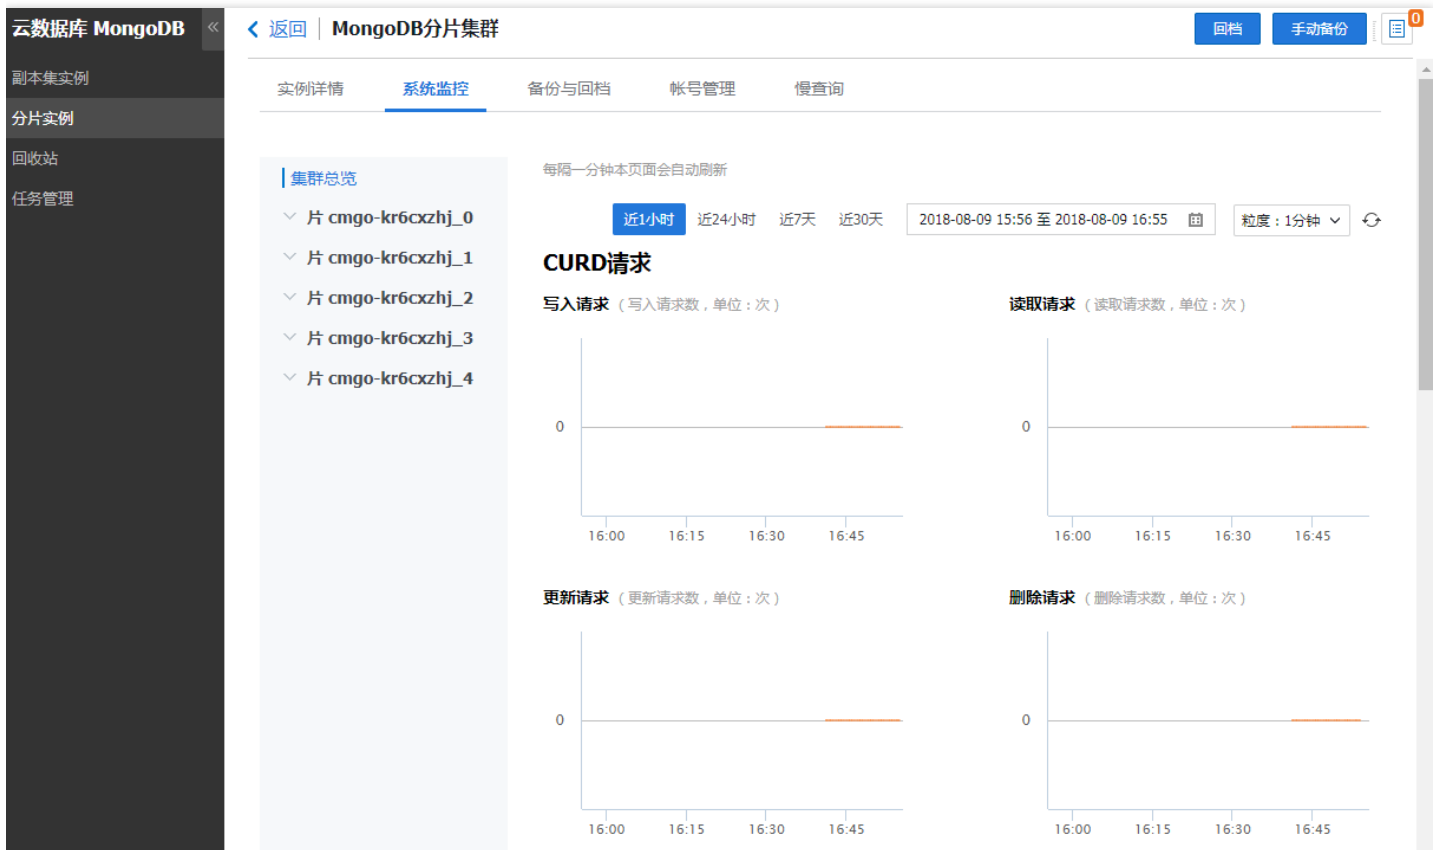 云数据库 MongoDB «
返回 | MongoDB分片集群
回档
手动备份
0
副本集实例
分片实例
回收站
任务管理
实例详情 系统监控 备份与回档 帐号管理 慢查询
集群总览
片 cmgo-kr6cxzhj_0
片 cmgo-kr6cxzhj_1
片 cmgo-kr6cxzhj_2
片 cmgo-kr6cxzhj_3
片 cmgo-kr6cxzhj_4
每隔一分钟本页面会自动刷新
近1小时 近24小时 近7天 近30天 2018-08-09 15:56 至 2018-08-09 16:55 粒度：1分钟
CURD请求
写入请求（写入请求数，单位：次）
0
16:00 16:15 16:30 16:45
读取请求（读取请求数，单位：次）
0
16:00 16:15 16:30 16:45
更新请求（更新请求数，单位：次）
0
16:00 16:15 16:30 16:45
删除请求（删除请求数，单位：次）
0
16:00 16:15 16:30 16:45